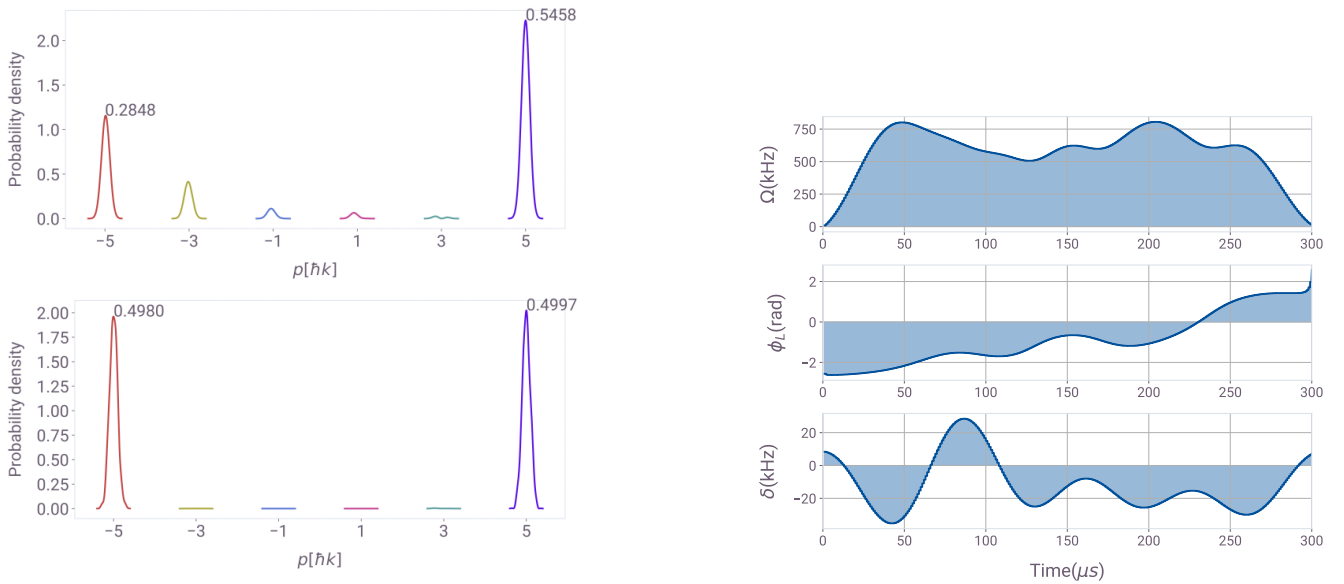 0.5458
2.0
1.5
0.2848
1.0
0.5
0.0
Probability density
−5 −3 −1 1 3 5
p[ħk]
0.4980 0.4997
2.00
1.75
1.50
1.25
1.00
0.75
0.50
0.25
0.00
Probability density
−5 −3 −1 1 3 5
p[ħk]
750
500
250
0
Ω(kHz)
0 50 100 150 200 250 300
2
0
−2
ϕL(rad)
0 50 100 150 200 250 300
20
0
−20
δ(kHz)
0 50 100 150 200 250 300
Time(μs)